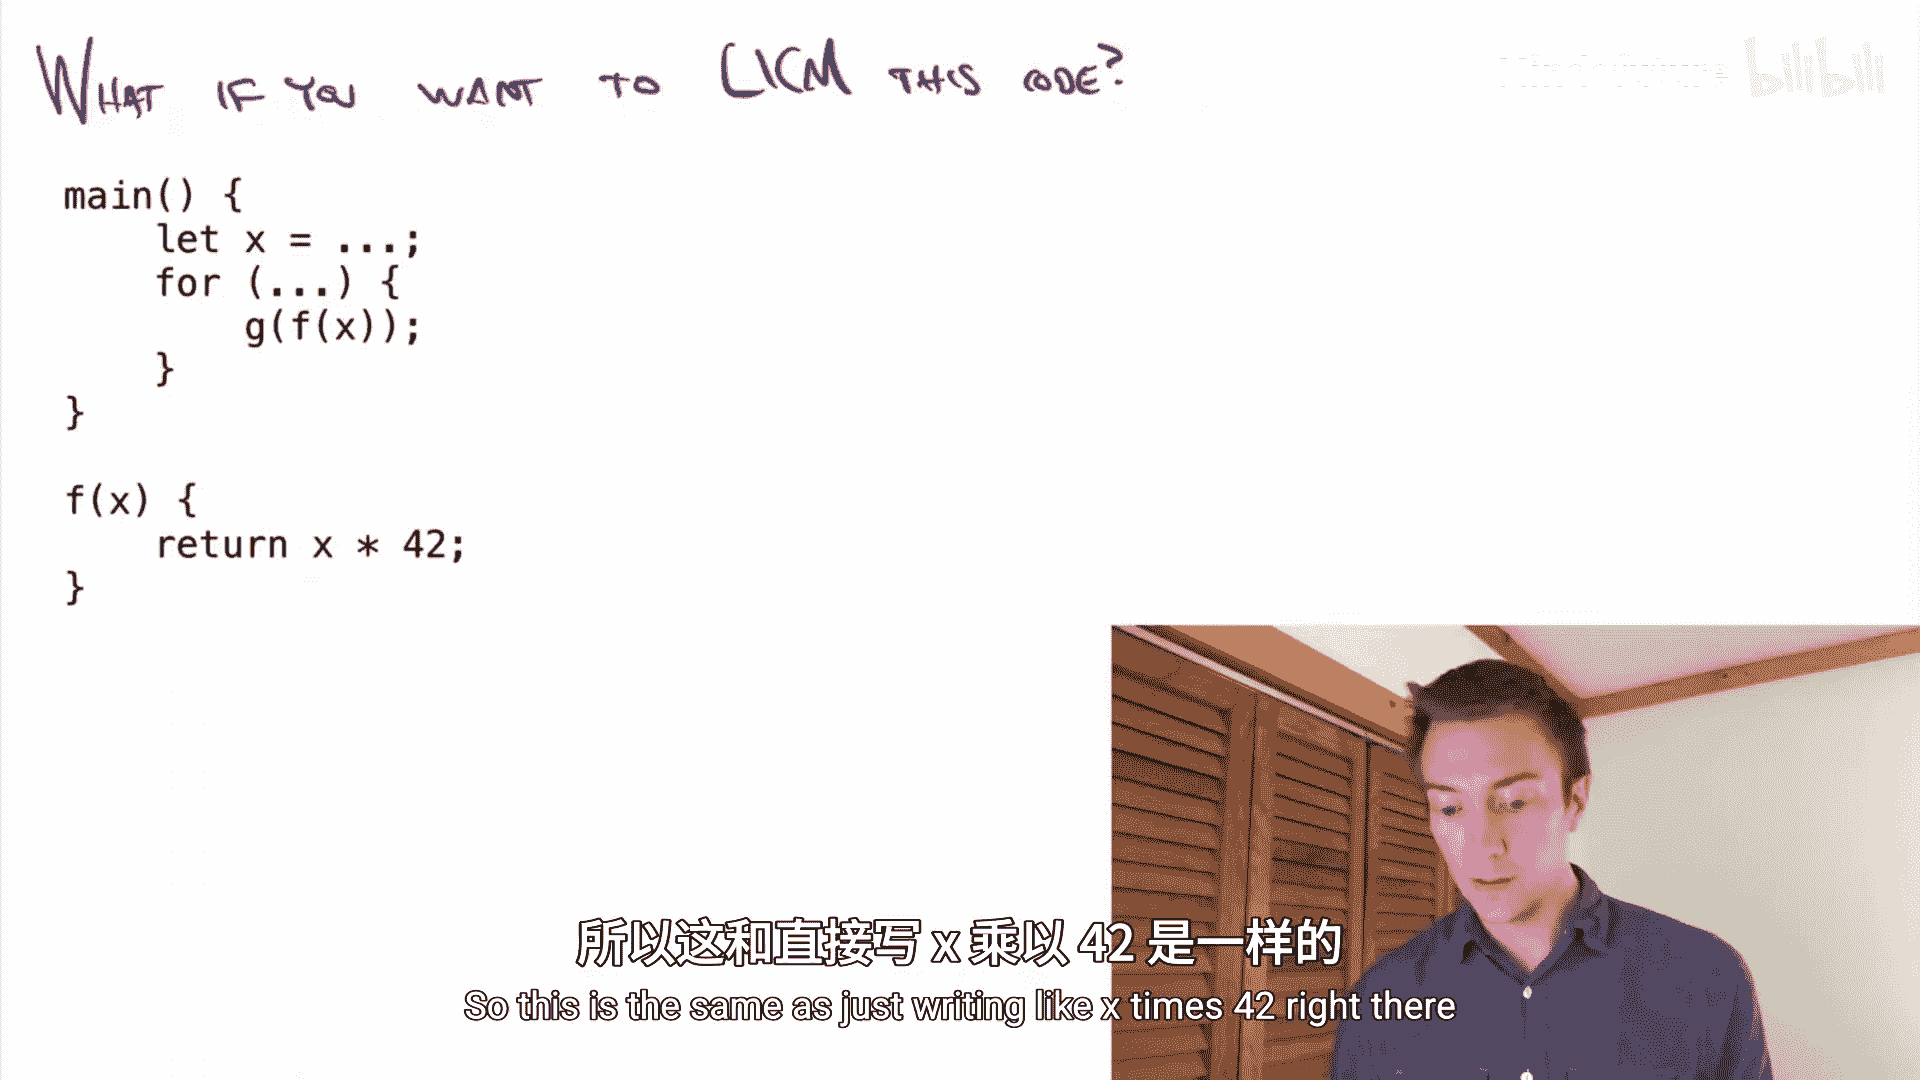 WHAT IF YOU WANT TO LICM THIS CODE?
bilibili
main() {
    let x = ...;
    for (...) {
        g(f(x));
    }
}
f(x) {
    return x * 42;
}
所以这和直接写 x 乘以 42 是一样的
So this is the same as just writing like x times 42 right there